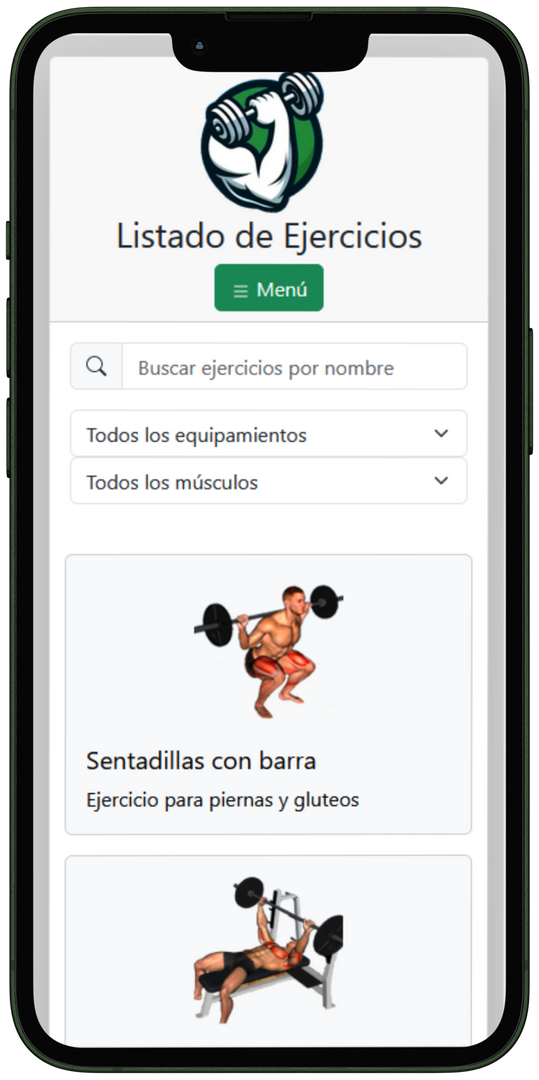 Listado de Ejercicios
Menú
Buscar ejercicios por nombre
Todos los equipamientos
Todos los músculos
Sentadillas con barra
Ejercicio para piernas y gluteos